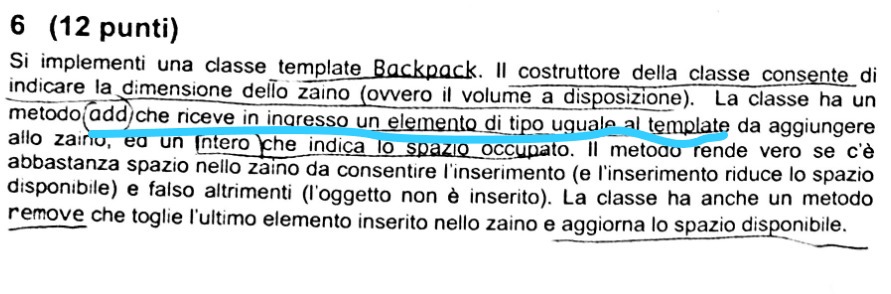 6 (12 punti)
Si implementi una classe template Backpack. Il costruttore della classe consente di
indicare la dimensione dello zaino (ovvero il volume a disposizione). La classe ha un
metodo add che riceve in ingresso un elemento di tipo uguale al template da aggiungere
allo zaino, ed un intero che indica lo spazio occupato. Il metodo rende vero se c'è
abbastanza spazio nello zaino da consentire l'inserimento (e l'inserimento riduce lo spazio
disponibile) e falso altrimenti (l'oggetto non è inserito). La classe ha anche un metodo
remove che toglie l'ultimo elemento inserito nello zaino e aggiorna lo spazio disponibile.